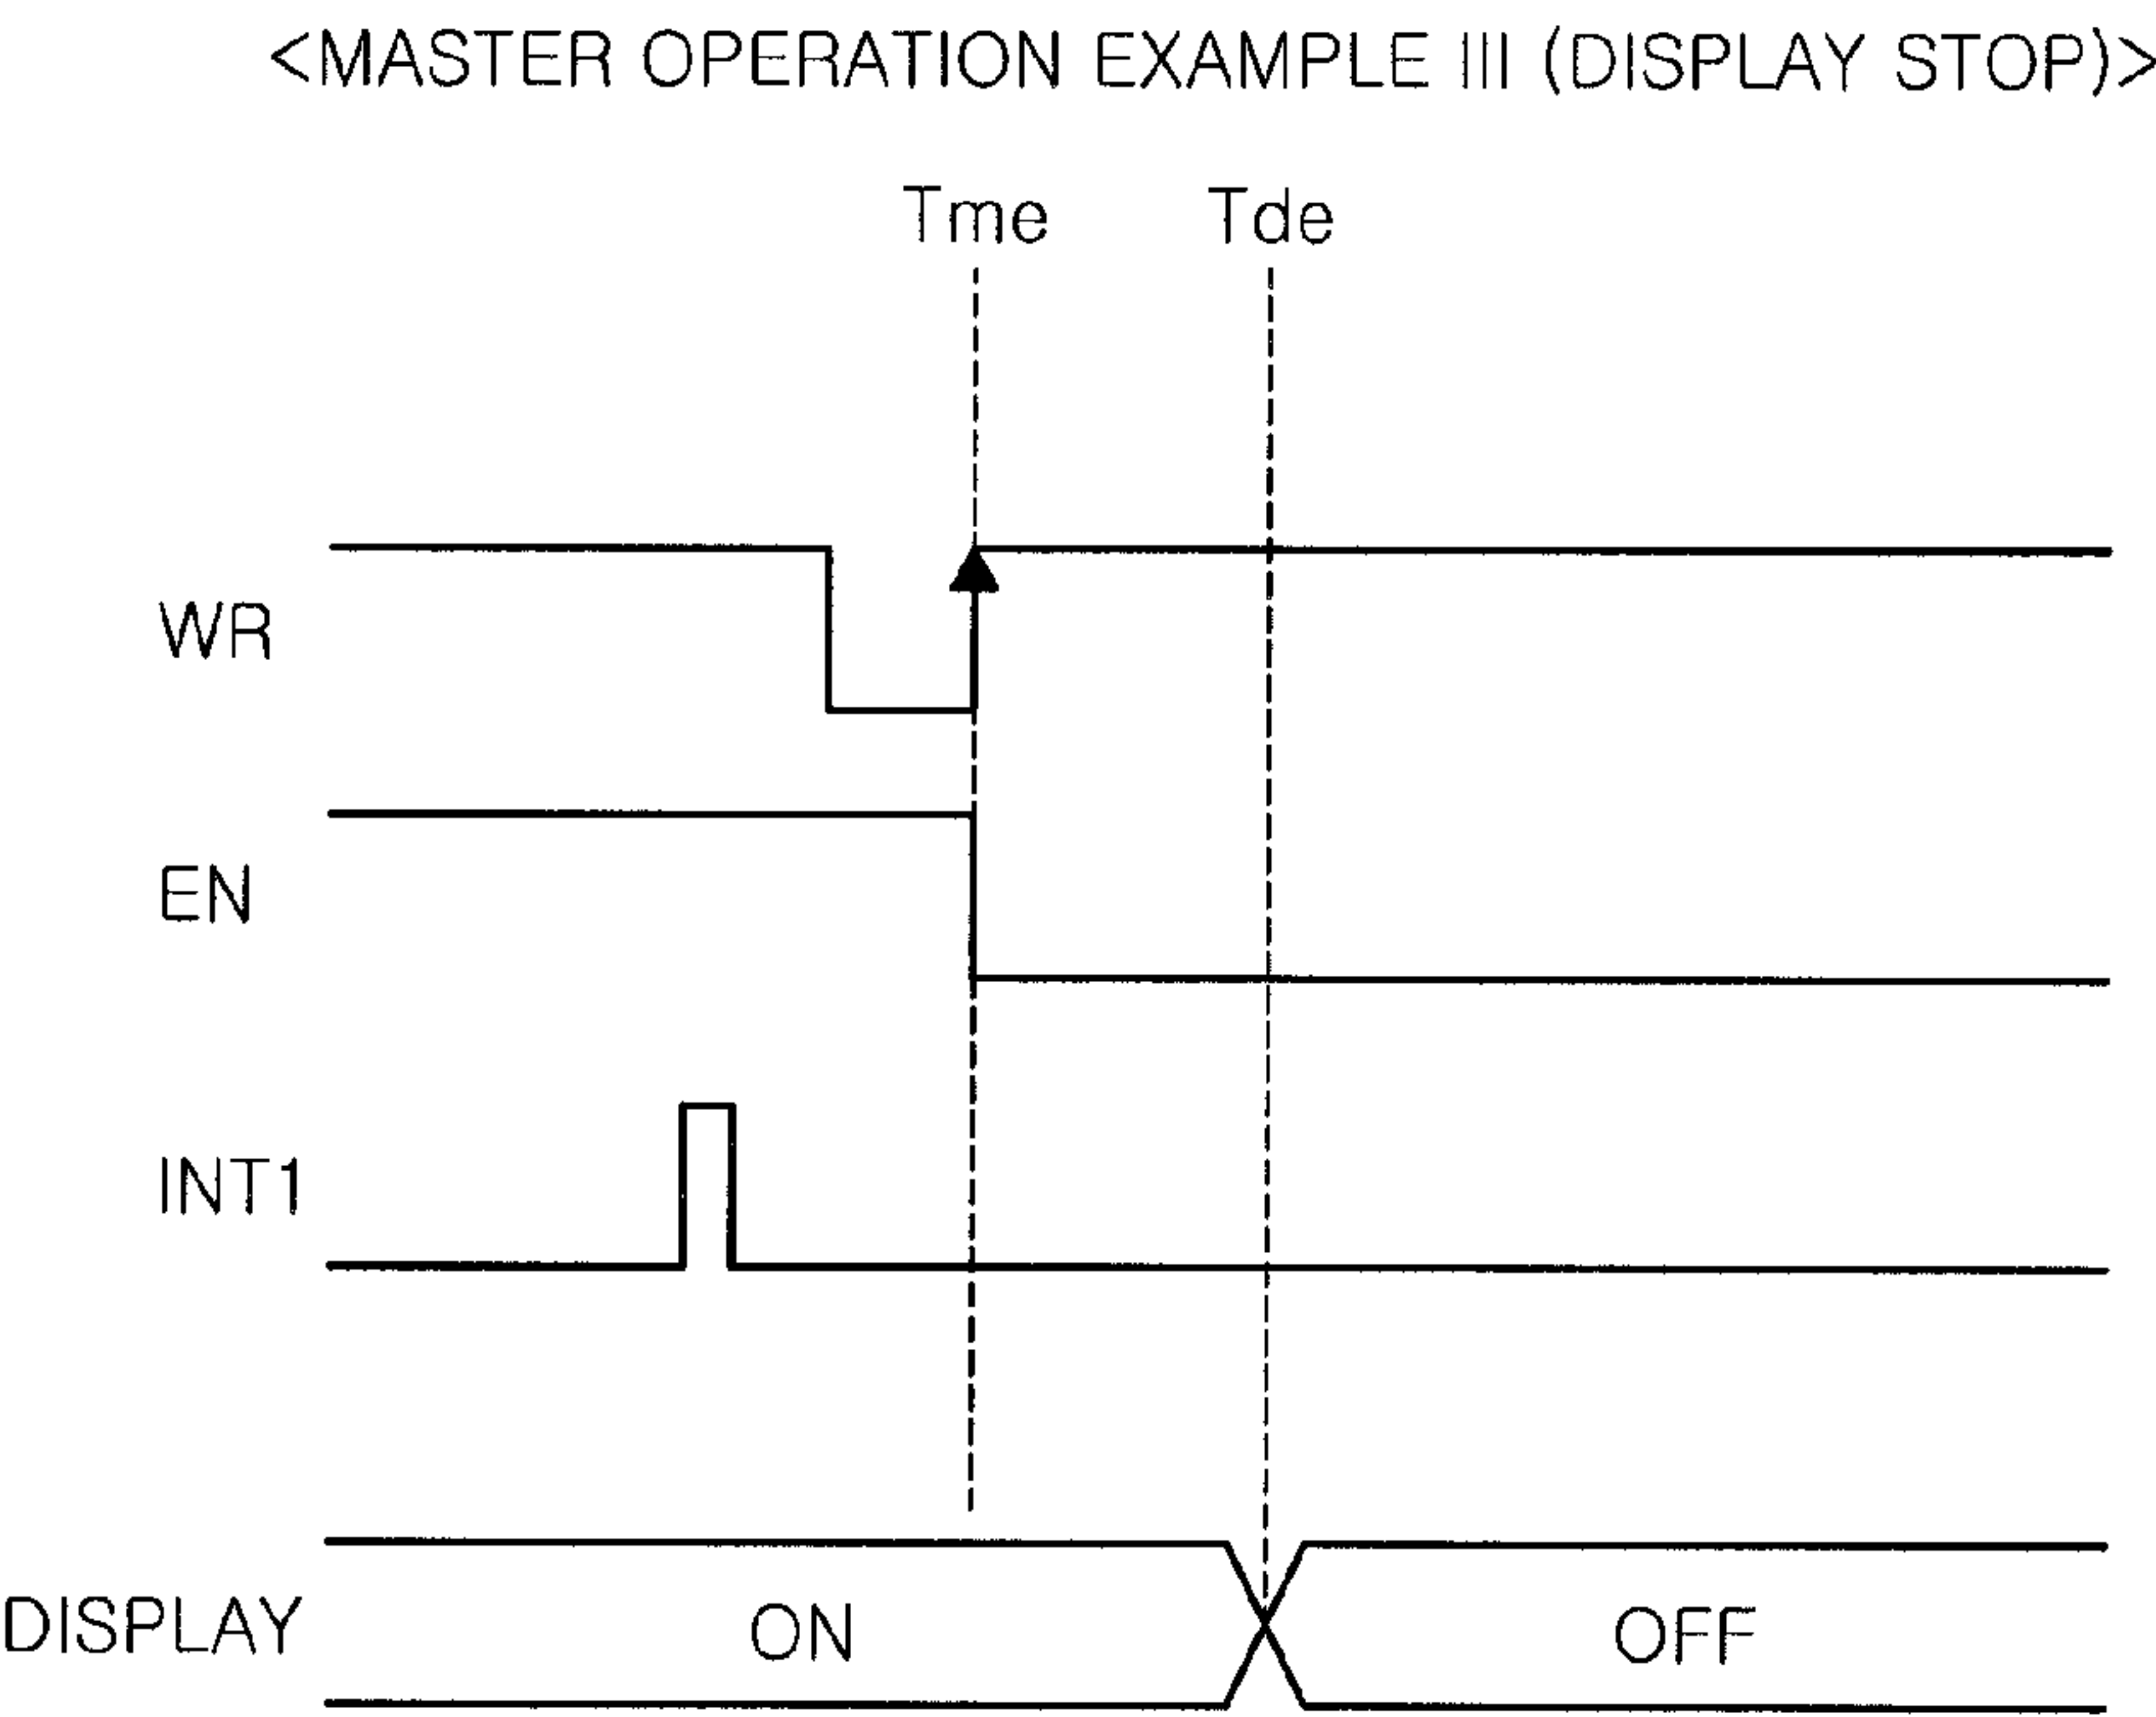 <MASTER OPERATION EXAMPLE III (DISPLAY STOP)>
Tme Tde
WR
EN
INT1
DISPLAY ON OFF